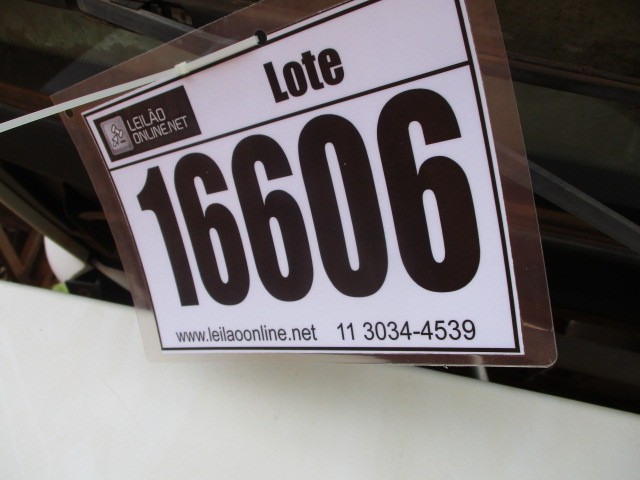 Lote
LEILÃO
ONLINE.NET
16606
www.leilaoonline.net 11 3034-4539